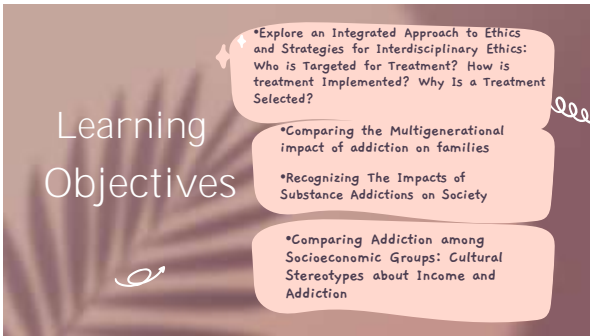 Learning
Objectives
•Explore an Integrated Approach to Ethics
and Strategies for Interdisciplinary Ethics:
Who is Targeted for Treatment? How is
treatment Implemented? Why Is a Treatment
Selected?
•Comparing the Multigenerational
impact of addiction on families
•Recognizing The Impacts of
Substance Addictions on Society
•Comparing Addiction among
Socioeconomic Groups: Cultural
Stereotypes about Income and
Addiction